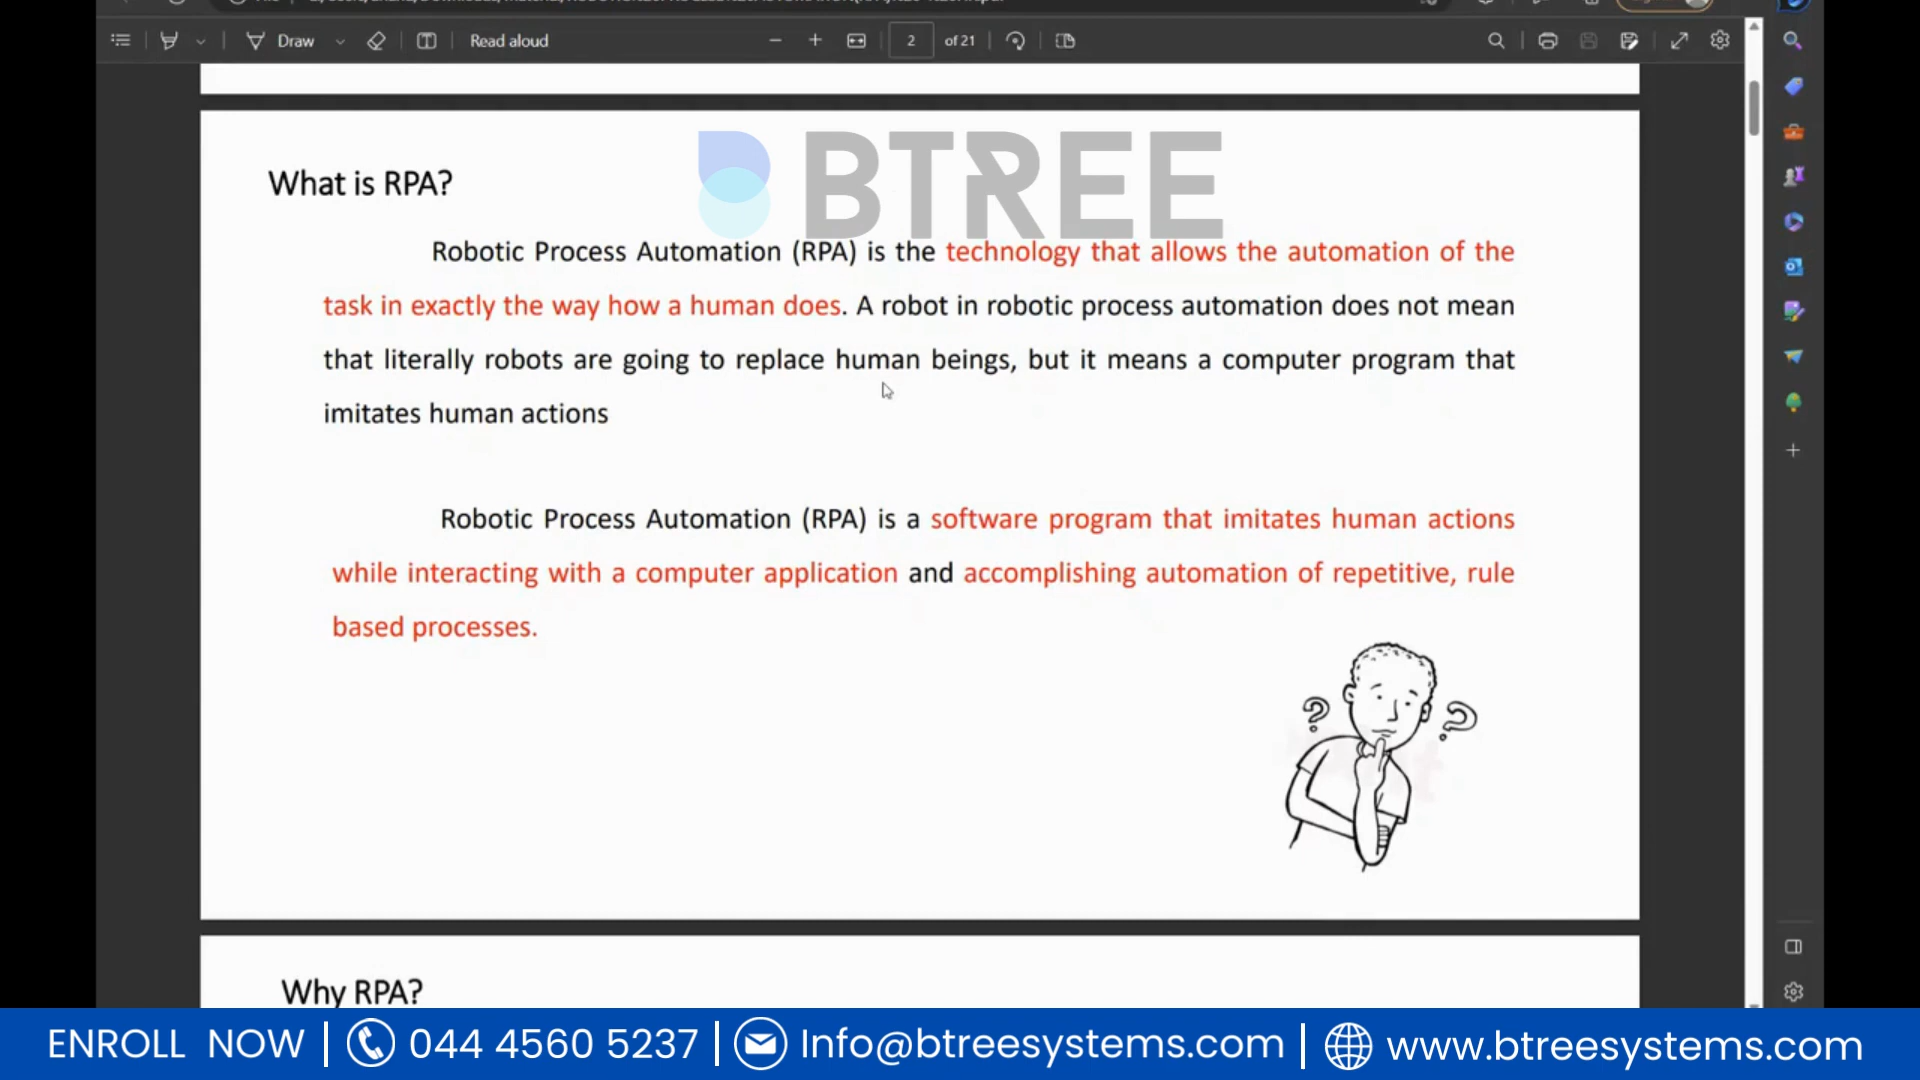 Draw
Read aloud
2 of 21
BTREE
What is RPA?
Robotic Process Automation (RPA) is the technology that allows the automation of the
task in exactly the way how a human does. A robot in robotic process automation does not mean
that literally robots are going to replace human beings, but it means a computer program that
imitates human actions
Robotic Process Automation (RPA) is a software program that imitates human actions
while interacting with a computer application and accomplishing automation of repetitive, rule
based processes.
? ?
Why RPA?
ENROLL NOW | 044 4560 5237 | Info@btreesystems.com | www.btreesystems.com